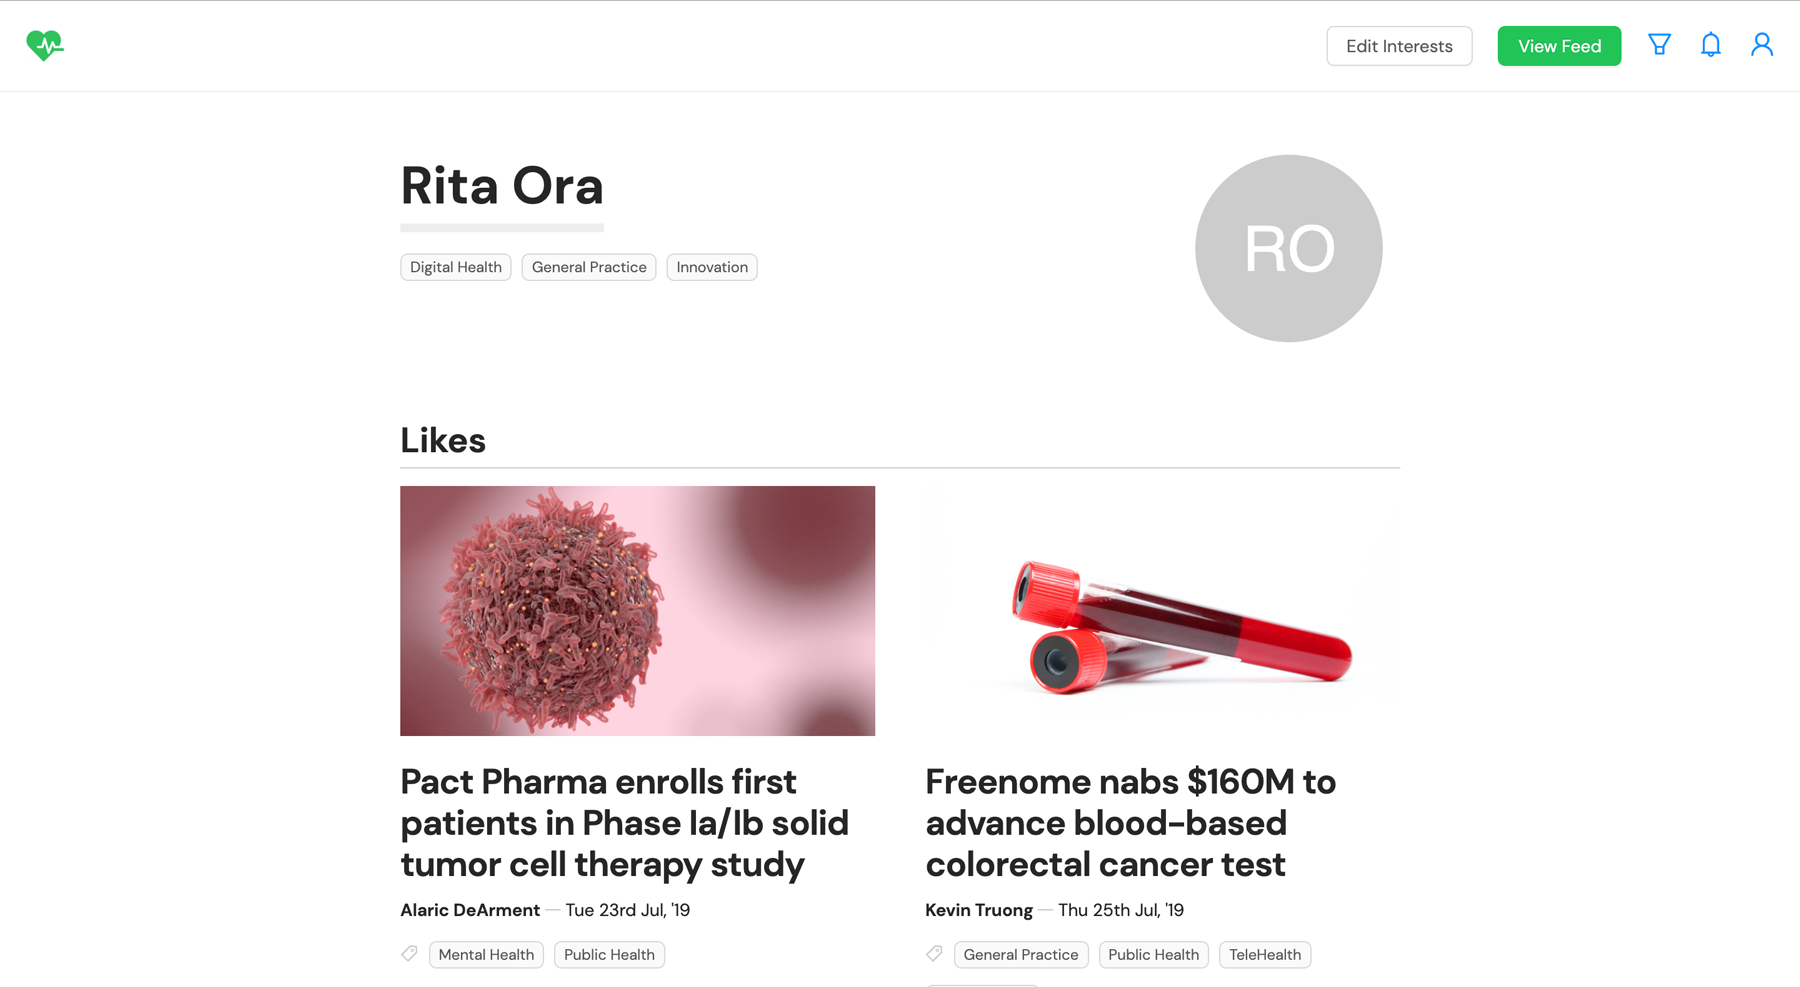 Edit Interests
View Feed
Rita Ora
RO
Digital Health
General Practice
Innovation
Likes
Pact Pharma enrolls first
patients in Phase Ia/Ib solid
tumor cell therapy study
Alaric DeArment — Tue 23rd Jul, '19
Mental Health
Public Health
Freenome nabs $160M to
advance blood-based
colorectal cancer test
Kevin Truong — Thu 25th Jul, '19
General Practice
Public Health
TeleHealth